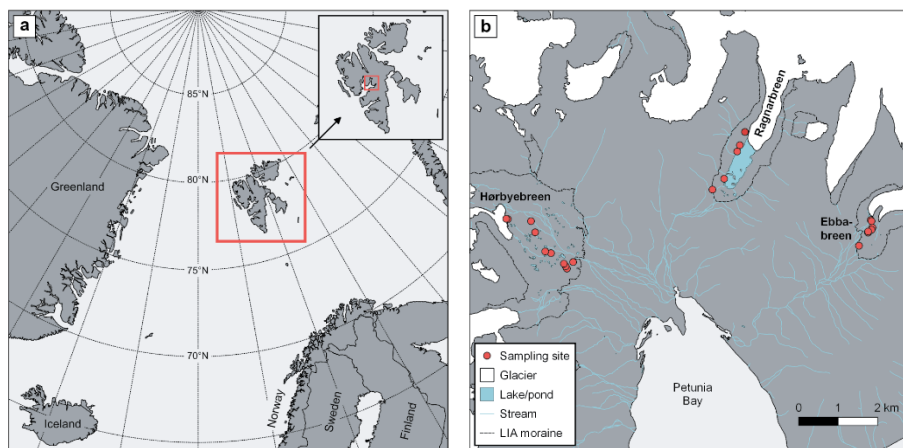 a
85°N
80°N
75°N
70°N
Greenland
Iceland
Norway
Sweden
Finland
b
Ragnarbreen
Hørbyebreen
Ebba-
breen
Petunia
Bay
Sampling site
Glacier
Lake/pond
Stream
LIA moraine
0 1 2 km